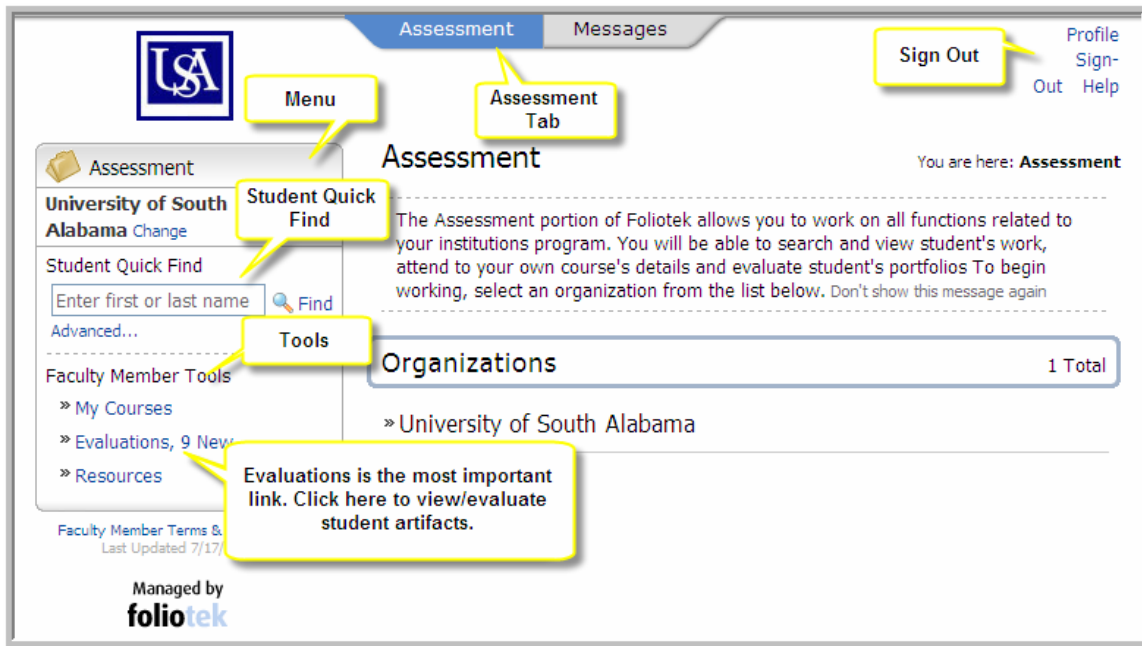 Assessment
Messages
Profile
Sign-
Out Help
Sign Out
USA
Menu
Assessment
Tab
Assessment
University of South
Alabama Change
Student Quick
Find
Student Quick Find
Enter first or last name
Find
Advanced...
Tools
Faculty Member Tools
» My Courses
» Evaluations, 9 New
» Resources
Evaluations is the most important
link. Click here to view/evaluate
student artifacts.
Faculty Member Terms &
Last Updated 7/17/
Managed by
foliotek
Assessment
You are here: Assessment
The Assessment portion of Foliotek allows you to work on all functions related to
your institutions program. You will be able to search and view student's work,
attend to your own course's details and evaluate student's portfolios To begin
working, select an organization from the list below. Don't show this message again
Organizations
1 Total
» University of South Alabama